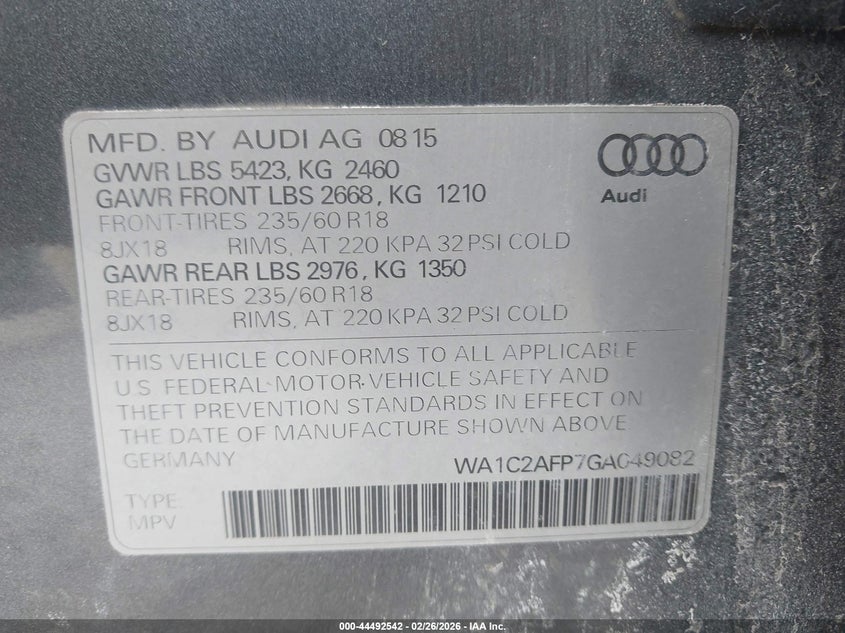 MFD. BY AUDI AG 08 15
GVWR LBS 5423, KG 2460
GAWR FRONT LBS 2668, KG 1210
FRONT-TIRES 235/60 R18
8JX18 RIMS, AT 220 KPA 32 PSI COLD
GAWR REAR LBS 2976, KG 1350
REAR-TIRES 235/60 R18
8JX18 RIMS, AT 220 KPA 32 PSI COLD
Audi
THIS VEHICLE CONFORMS TO ALL APPLICABLE
U.S. FEDERAL-MOTOR-VEHICLE SAFETY AND
THEFT PREVENTION STANDARDS IN EFFECT ON
THE DATE OF MANUFACTURE SHOWN ABOVE
GERMANY WA1C2AFP7GA049082
TYPE:
MPV
000-44492542 - 02/26/2026 - IAA Inc.